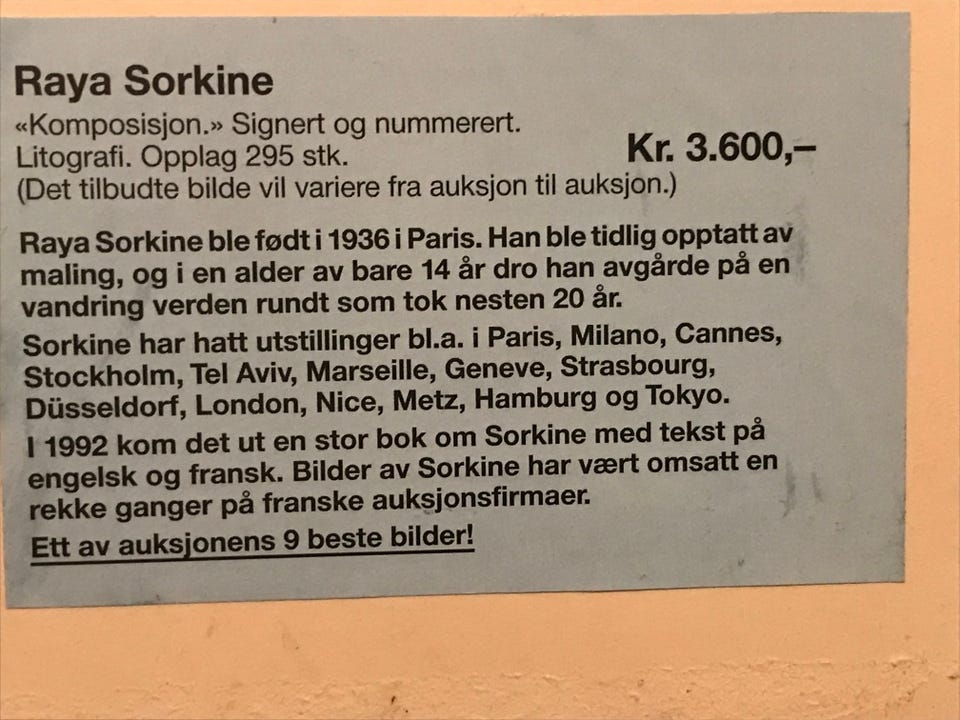 Raya Sorkine
«Komposisjon.» Signert og nummerert.
Litografi. Opplag 295 stk. Kr. 3.600,–
(Det tilbudte bilde vil variere fra auksjon til auksjon.)
Raya Sorkine ble født i 1936 i Paris. Han ble tidlig opptatt av
maling, og i en alder av bare 14 år dro han avgårde på en
vandring verden rundt som tok nesten 20 år.
Sorkine har hatt utstillinger bl.a. i Paris, Milano, Cannes,
Stockholm, Tel Aviv, Marseille, Geneve, Strasbourg,
Düsseldorf, London, Nice, Metz, Hamburg og Tokyo.
I 1992 kom det ut en stor bok om Sorkine med tekst på
engelsk og fransk. Bilder av Sorkine har vært omsatt en
rekke ganger på franske auksjonsfirmaer.
Ett av auksjonens 9 beste bilder!